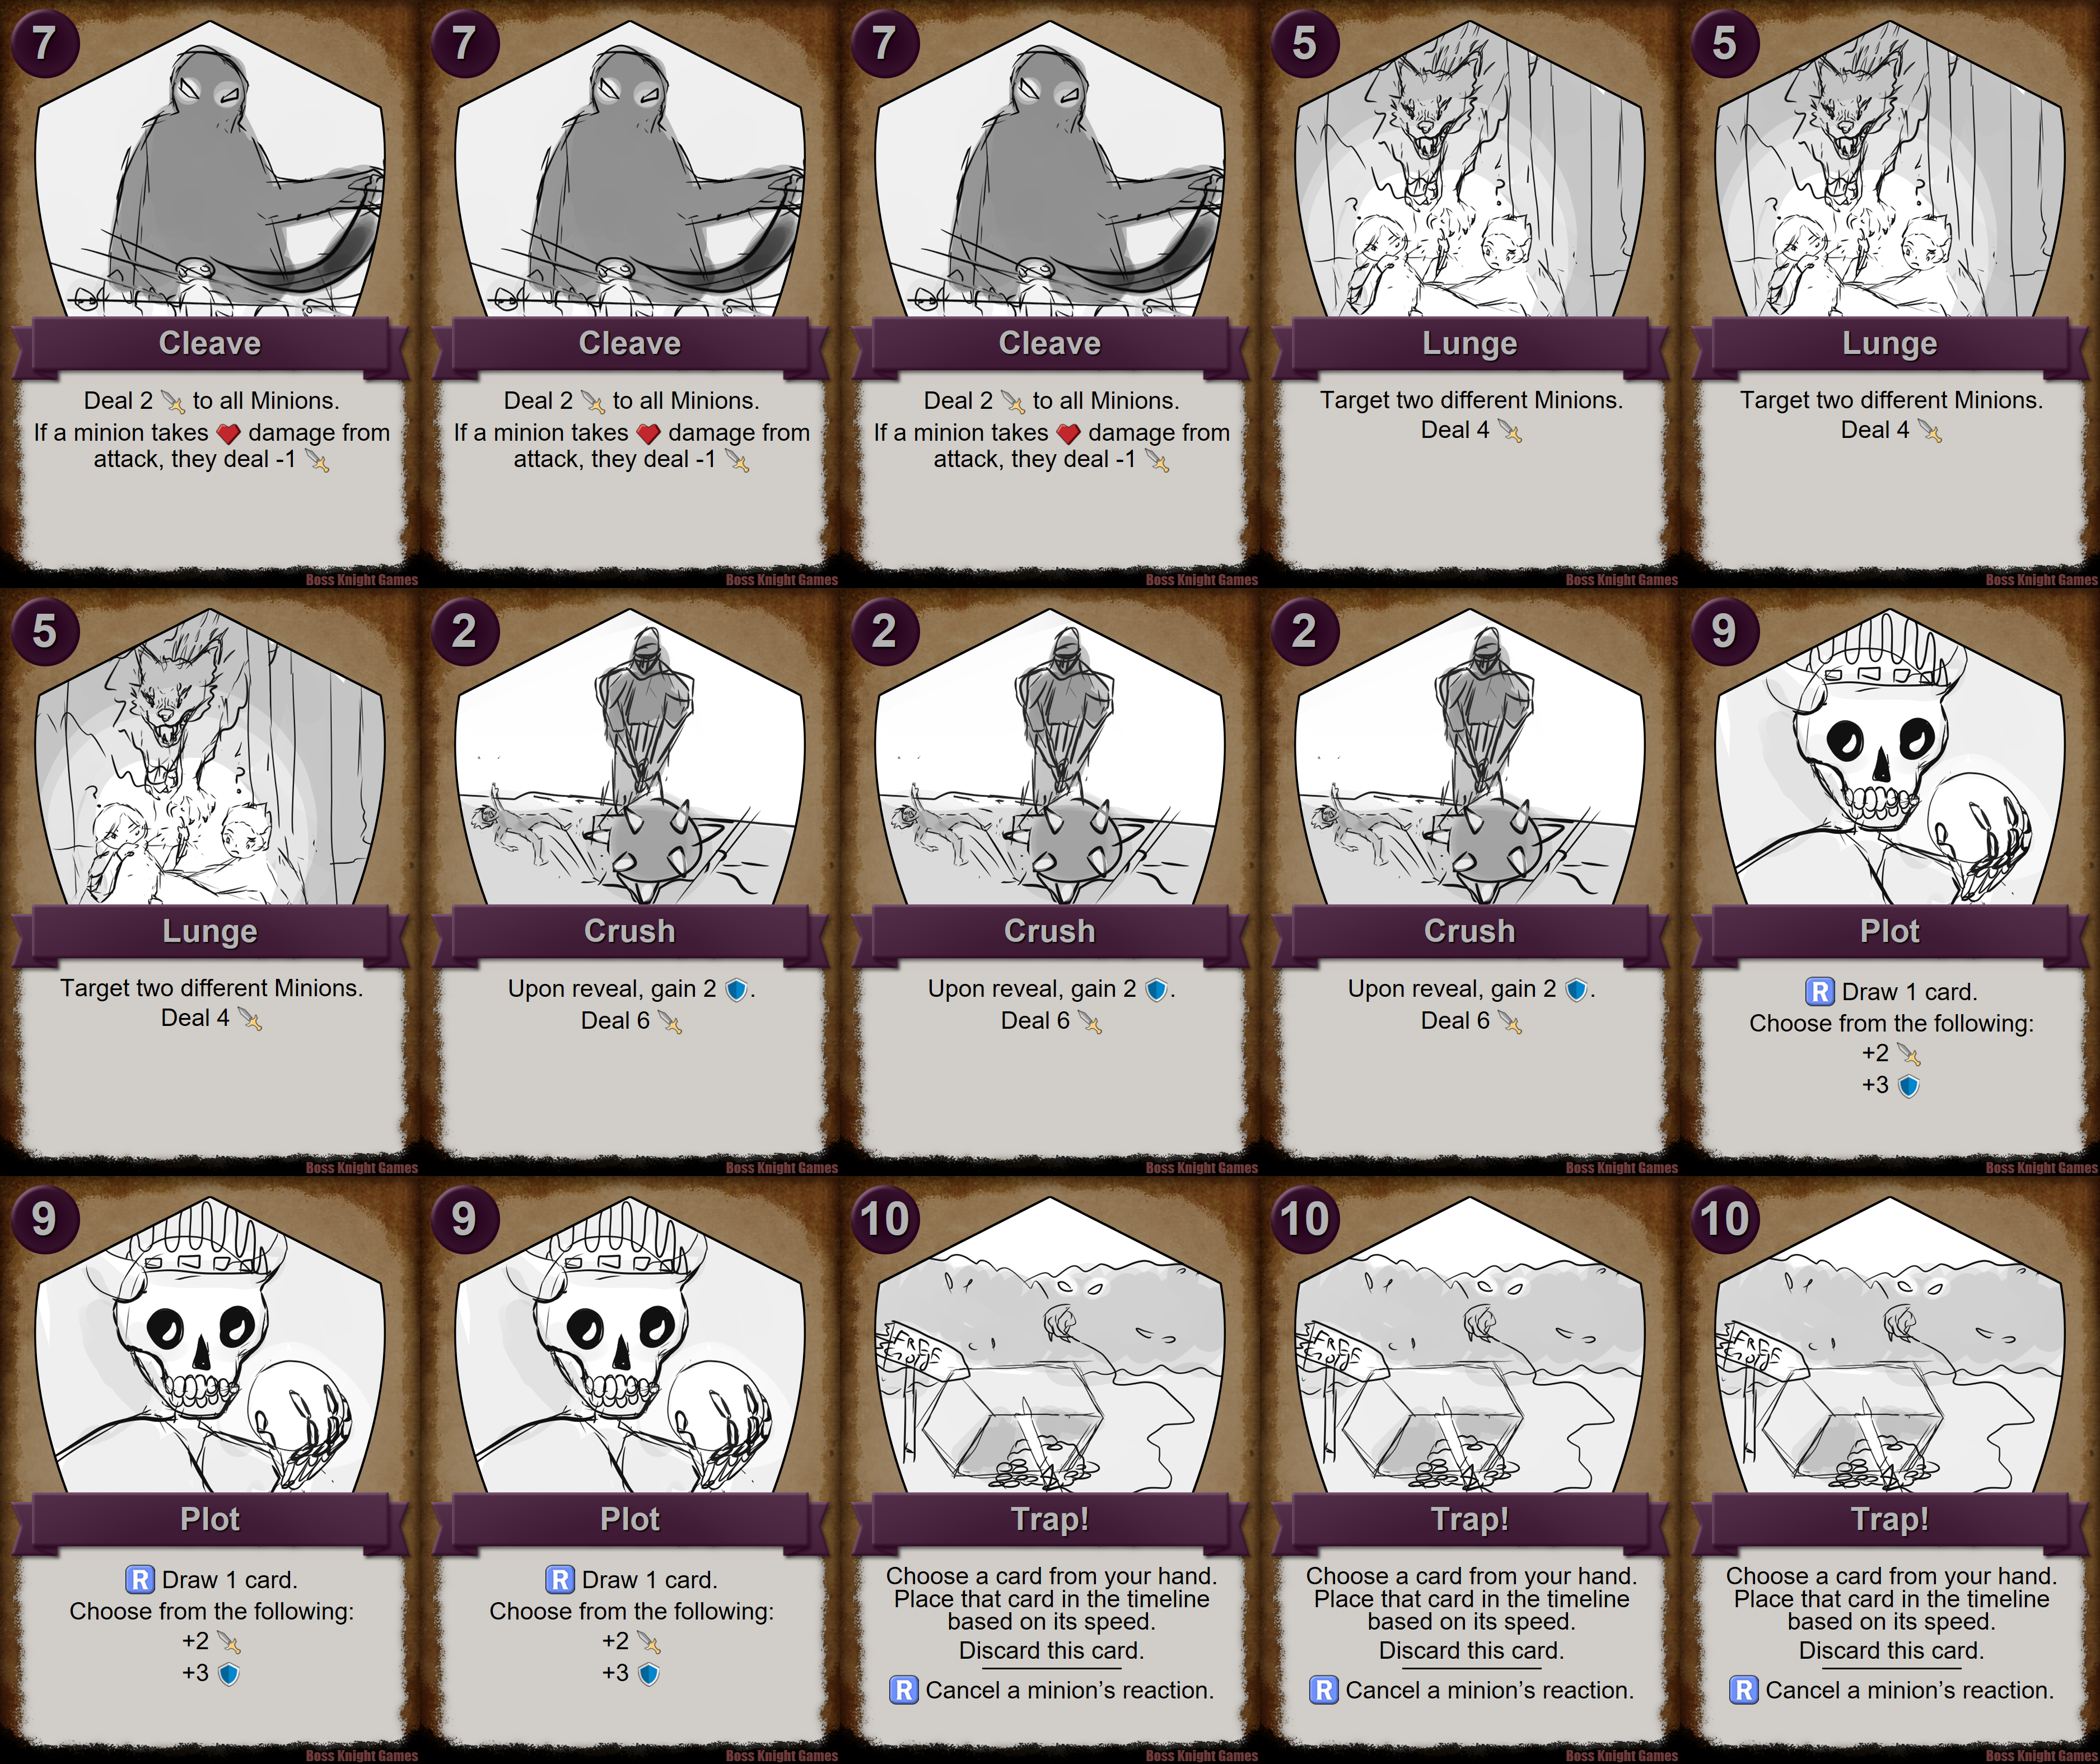 7
Cleave
Deal 2 to all Minions.
If a minion takes damage from
attack, they deal -1
Boss Knight Games
7
Cleave
Deal 2 to all Minions.
If a minion takes damage from
attack, they deal -1
Boss Knight Games
7
Cleave
Deal 2 to all Minions.
If a minion takes damage from
attack, they deal -1
Boss Knight Games
5
Lunge
Target two different Minions.
Deal 4
Boss Knight Games
5
Lunge
Target two different Minions.
Deal 4
Boss Knight Games
5
Lunge
Target two different Minions.
Deal 4
Boss Knight Games
2
Crush
Upon reveal, gain 2 .
Deal 6
Boss Knight Games
2
Crush
Upon reveal, gain 2 .
Deal 6
Boss Knight Games
2
Crush
Upon reveal, gain 2 .
Deal 6
Boss Knight Games
9
Plot
R Draw 1 card.
Choose from the following:
+2
+3
Boss Knight Games
9
Plot
R Draw 1 card.
Choose from the following:
+2
+3
Boss Knight Games
9
Plot
R Draw 1 card.
Choose from the following:
+2
+3
Boss Knight Games
10
FREE
Trap!
Choose a card from your hand.
Place that card in the timeline
based on its speed.
Discard this card.
R Cancel a minion’s reaction.
Boss Knight Games
10
FREE
Trap!
Choose a card from your hand.
Place that card in the timeline
based on its speed.
Discard this card.
R Cancel a minion’s reaction.
Boss Knight Games
10
FREE
Trap!
Choose a card from your hand.
Place that card in the timeline
based on its speed.
Discard this card.
R Cancel a minion’s reaction.
Boss Knight Games